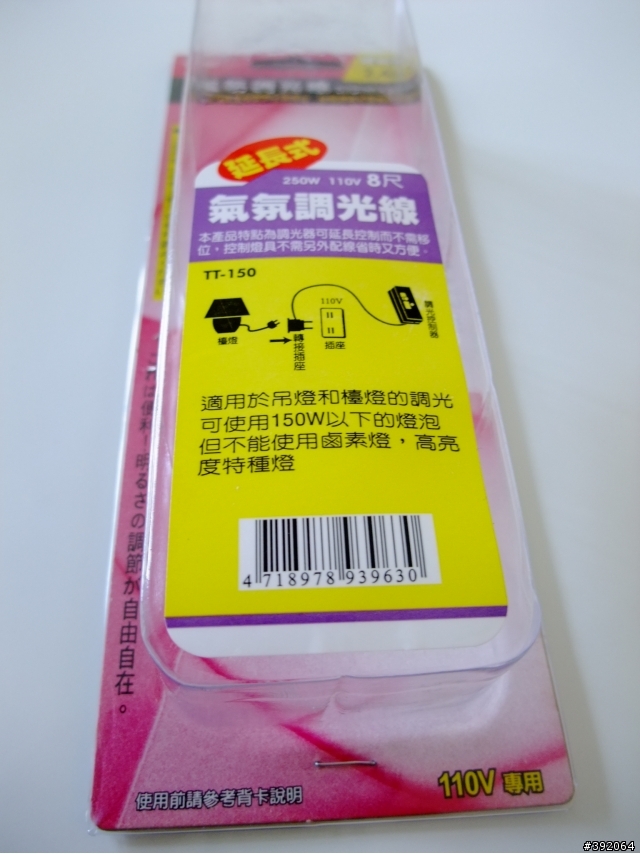 延長式
250W 110V 8尺
氣氛調光線
本產品特點為調光器可延長控制而不需移
位,控制燈具不需另外配線省時又方便。
TT-150
110V
檯燈
轉接插座
插座
調光控制器
適用於吊燈和檯燈的調光
可使用150W以下的燈泡
但不能使用鹵素燈,高亮
度特種燈
4 718978 939630
これは便利!明るさの調節が自由自在。
使用前請參考背卡說明
110V 專用
#392064